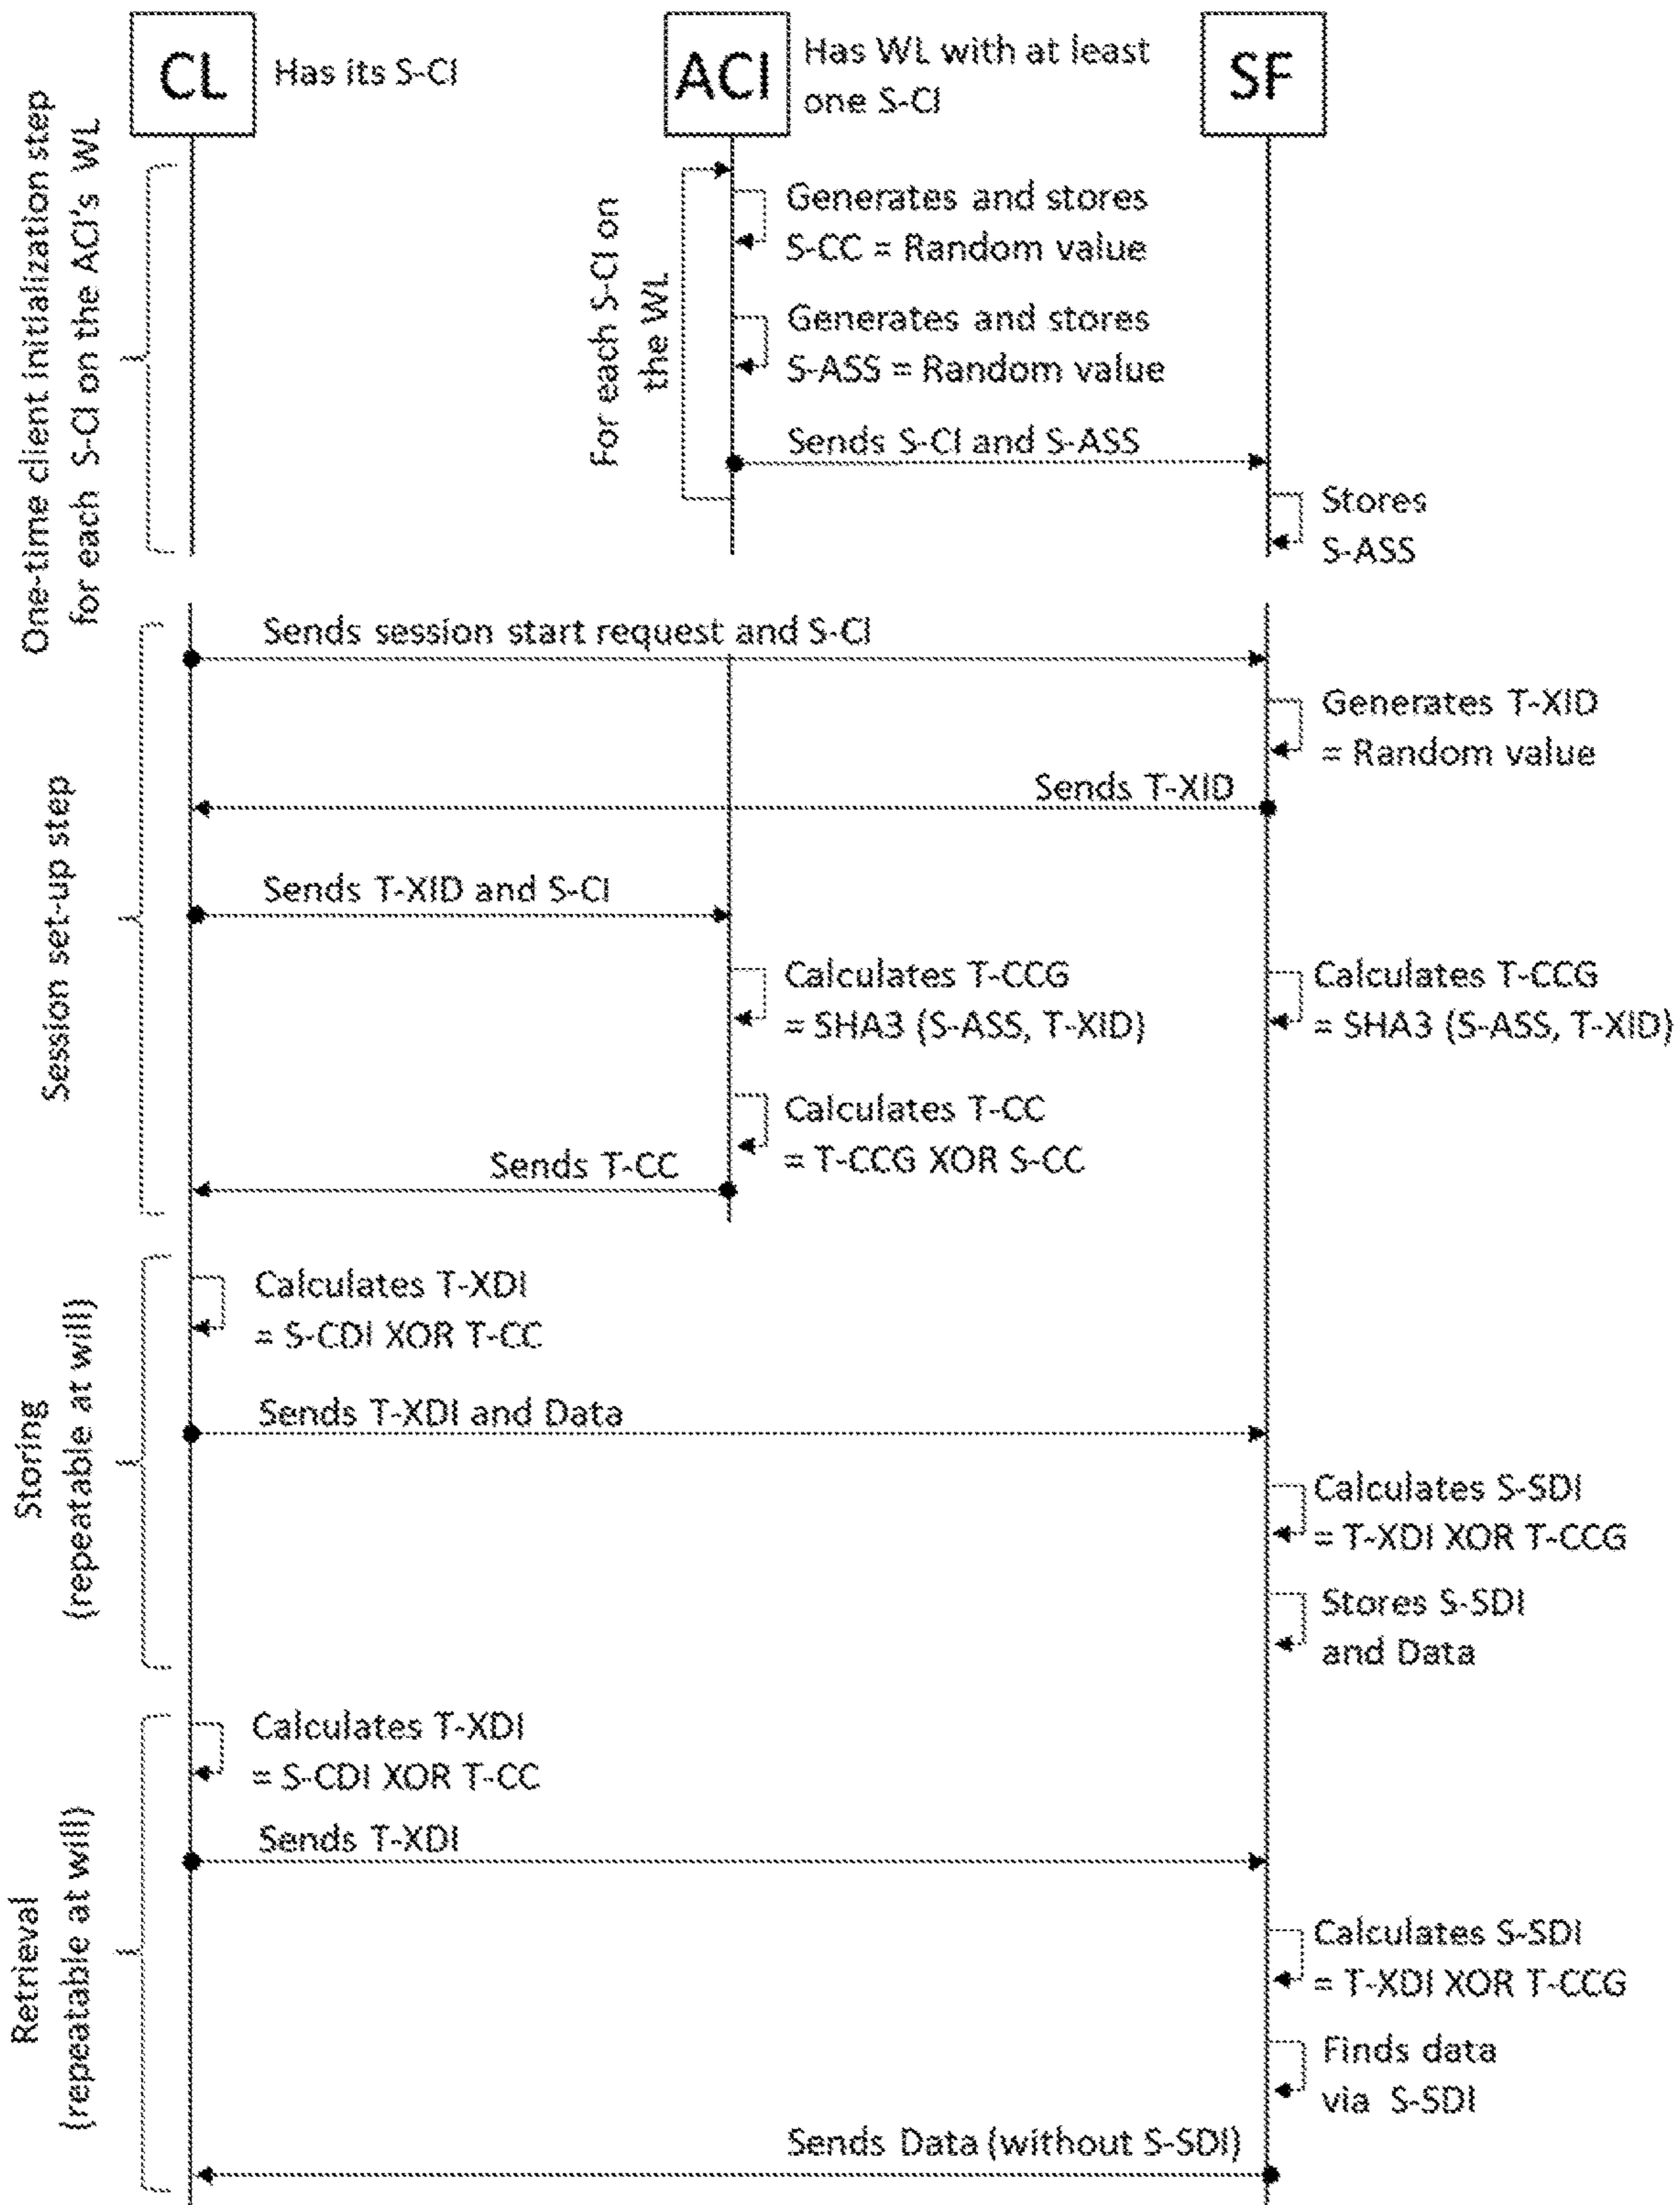 CL
Has its S-CI
ACI
Has WL with at least
one S-CI
SF
One-time client initialization step
for each S-CI on the ACI's WL
For each S-CI on
the WL
Generates and stores
S-CC = Random value
Generates and stores
S-ASS = Random value
Sends S-CI and S-ASS
Stores
S-ASS
Session set-up step
Sends session start request and S-CI
Generates T-XID
= Random value
Sends T-XID
Sends T-XID and S-CI
Calculates T-CCG
= SHA3 (S-ASS, T-XID)
Calculates T-CCG
= SHA3 (S-ASS, T-XID)
Calculates T-CC
= T-CCG XOR S-CC
Sends T-CC
Storing
(repeatable at will)
Calculates T-XDI
= S-CDI XOR T-CC
Sends T-XDI and Data
Calculates S-SDI
= T-XDI XOR T-CCG
Stores S-SDI
and Data
Retrieval
(repeatable at will)
Calculates T-XDI
= S-CDI XOR T-CC
Sends T-XDI
Calculates S-SDI
= T-XDI XOR T-CCG
Finds data
via S-SDI
Sends Data (without S-SDI)